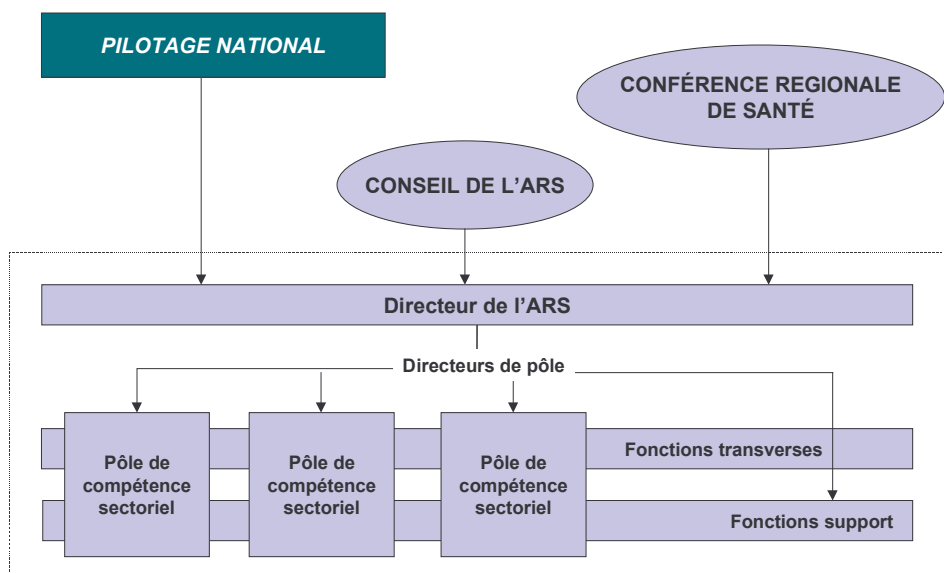 PILOTAGE NATIONAL
CONFÉRENCE REGIONALE
DE SANTÉ
CONSEIL DE L'ARS
Directeur de l'ARS
Directeurs de pôle
Fonctions transverses
Pôle de
compétence
sectoriel
Pôle de
compétence
sectoriel
Pôle de
compétence
sectoriel
Fonctions support